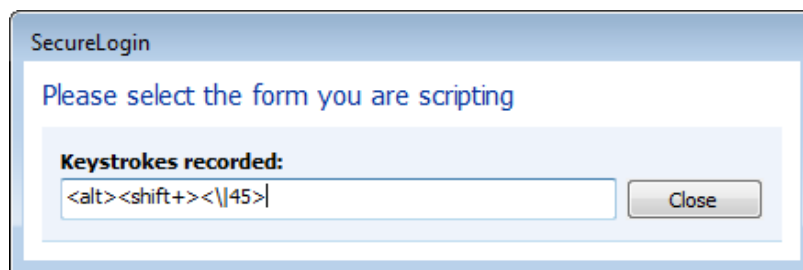 SecureLogin
Please select the form you are scripting
Keystrokes recorded:
<alt><shift+><\|45>
Close